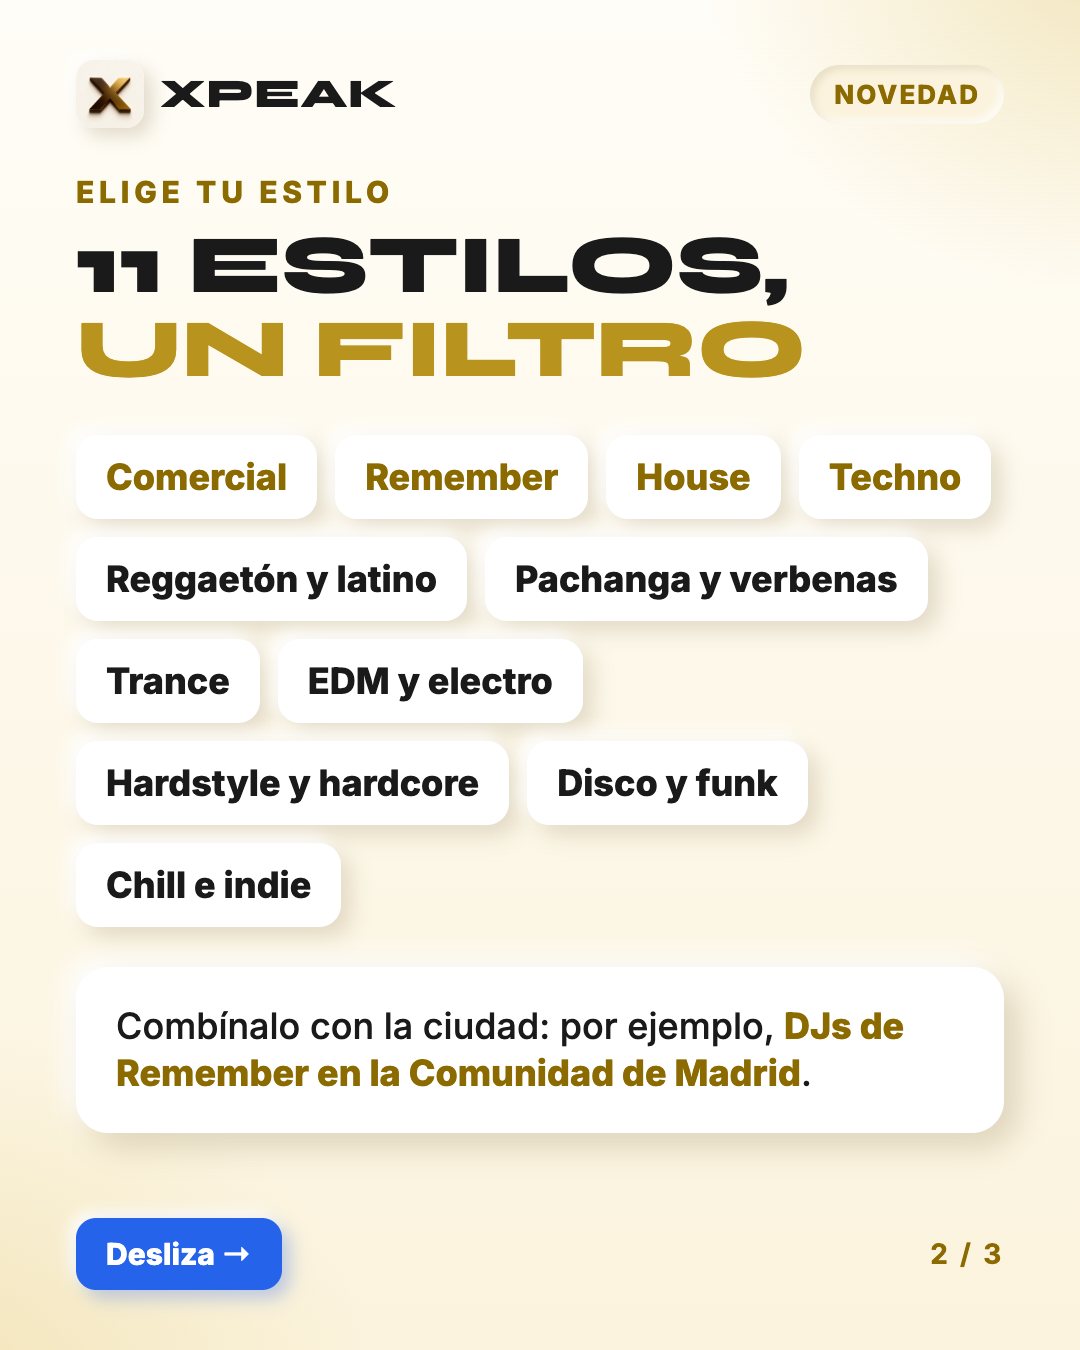 X XPEAK
NOVEDAD
ELIGE TU ESTILO
11 ESTILOS,
UN FILTRO
Comercial
Remember
House
Techno
Reggaetón y latino
Pachanga y verbenas
Trance
EDM y electro
Hardstyle y hardcore
Disco y funk
Chill e indie
Combínalo con la ciudad: por ejemplo, DJs de
Remember en la Comunidad de Madrid.
Desliza →
2 / 3